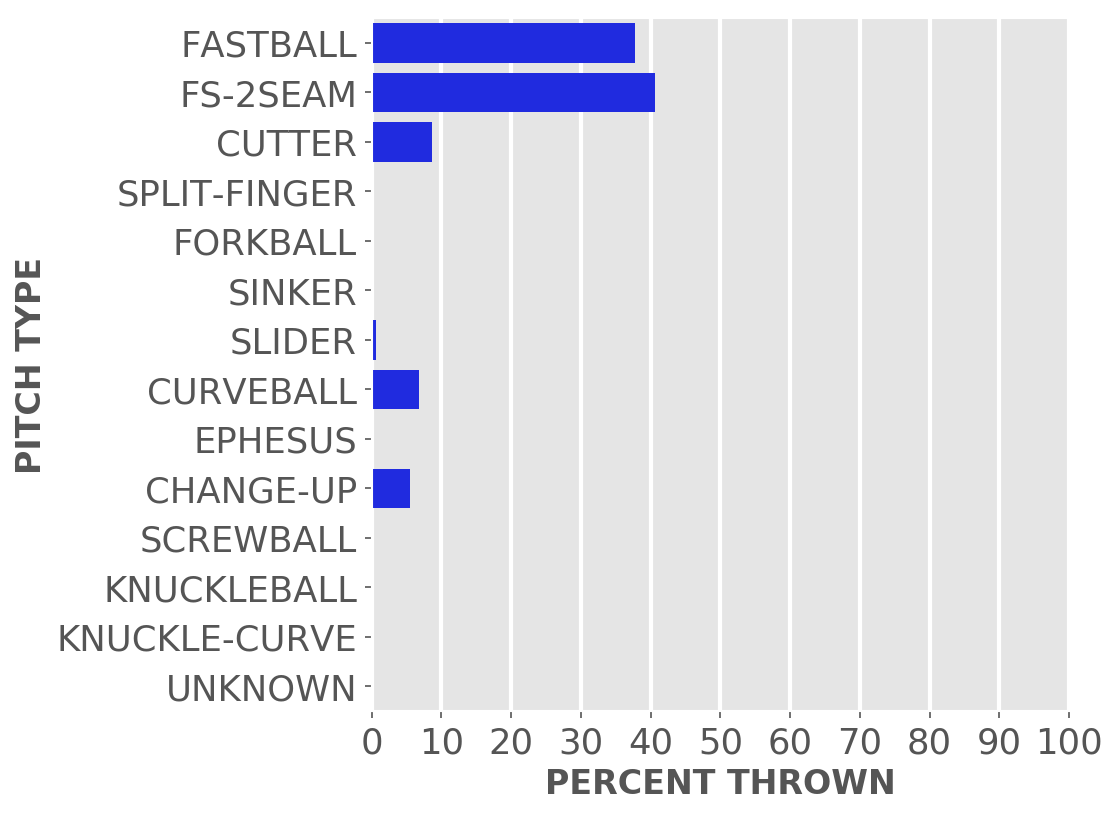 FASTBALL
FS-2SEAM
CUTTER
SPLIT-FINGER
FORKBALL
SINKER
SLIDER
CURVEBALL
EPHESUS
CHANGE-UP
SCREWBALL
KNUCKLEBALL
KNUCKLE-CURVE
UNKNOWN
PITCH TYPE
0 10 20 30 40 50 60 70 80 90 100
PERCENT THROWN